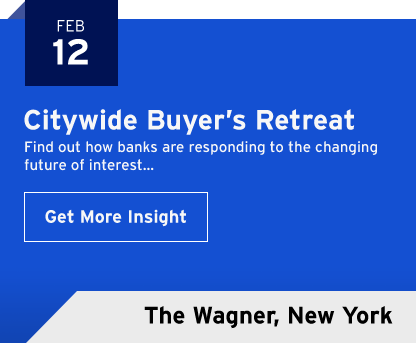 FEB
12
Citywide Buyer's Retreat
Find out how banks are responding to the changing
future of interest...
Get More Insight
The Wagner, New York